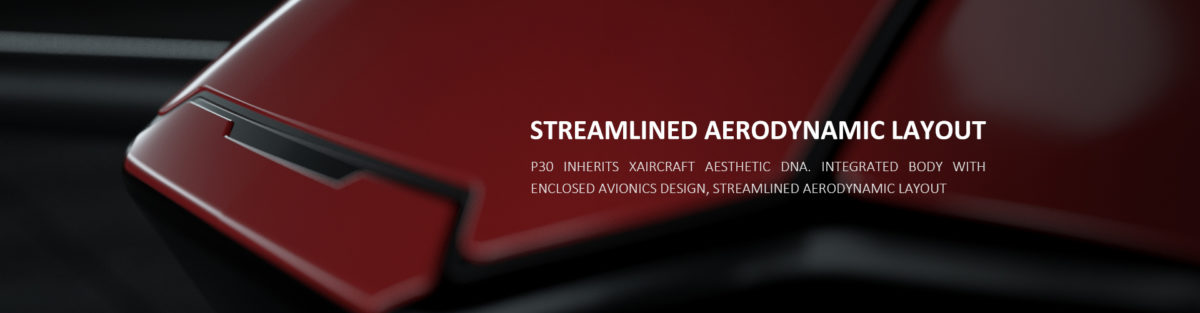 STREAMLINED AERODYNAMIC LAYOUT
P30 INHERITS XAIRCRAFT AESTHETIC DNA. INTEGRATED BODY WITH
ENCLOSED AVIONICS DESIGN, STREAMLINED AERODYNAMIC LAYOUT